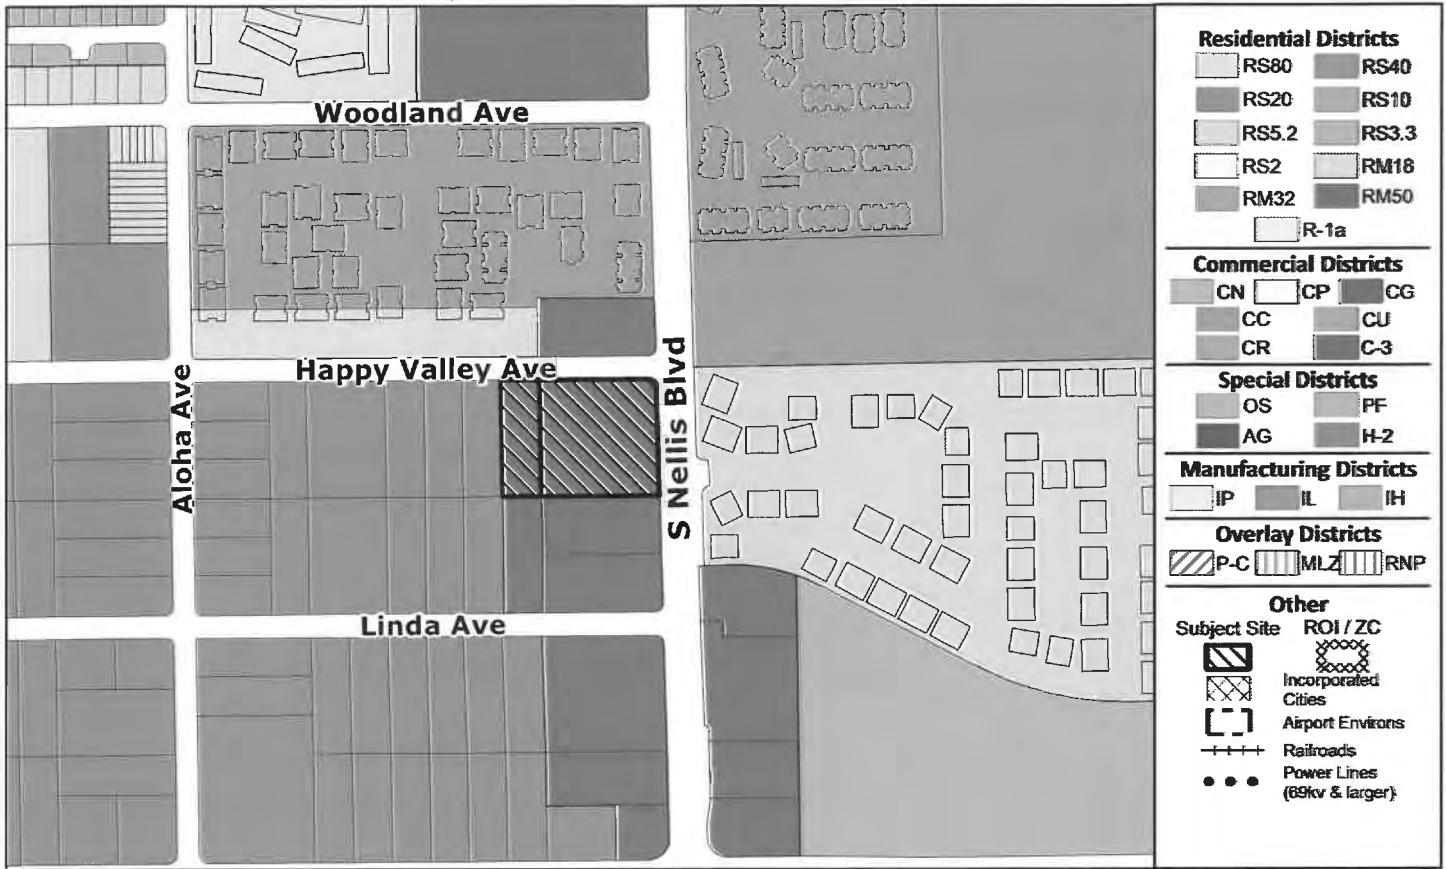 Woodland Ave
Happy Valley Ave
Aloha Ave
S Nellis Blvd
Linda Ave
Residential Districts
RS80 RS40
RS20 RS10
RS5.2 RS3.3
RS2 RM18
RM32 RM50
R-1a
Commercial Districts
CN CP CG
CC CU
CR C-3
Special Districts
OS PF
AG H-2
Manufacturing Districts
IP IL IH
Overlay Districts
P-C MLZ RNP
Other
Subject Site ROI / ZC
Incorporated
Cities
Airport Environs
Railroads
Power Lines
(69kv & larger)